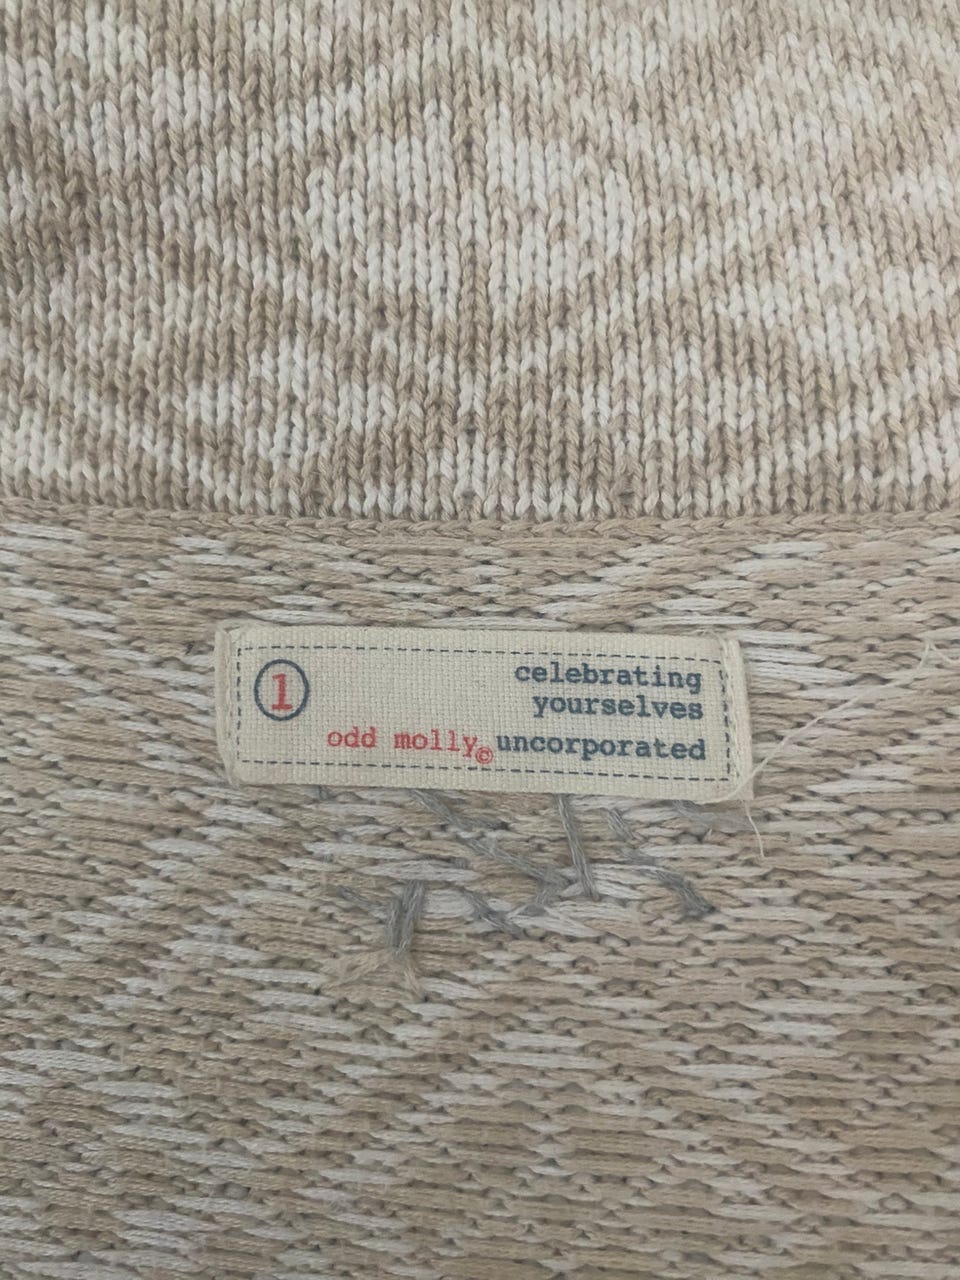 1
celebrating
yourselves
odd molly© uncorporated